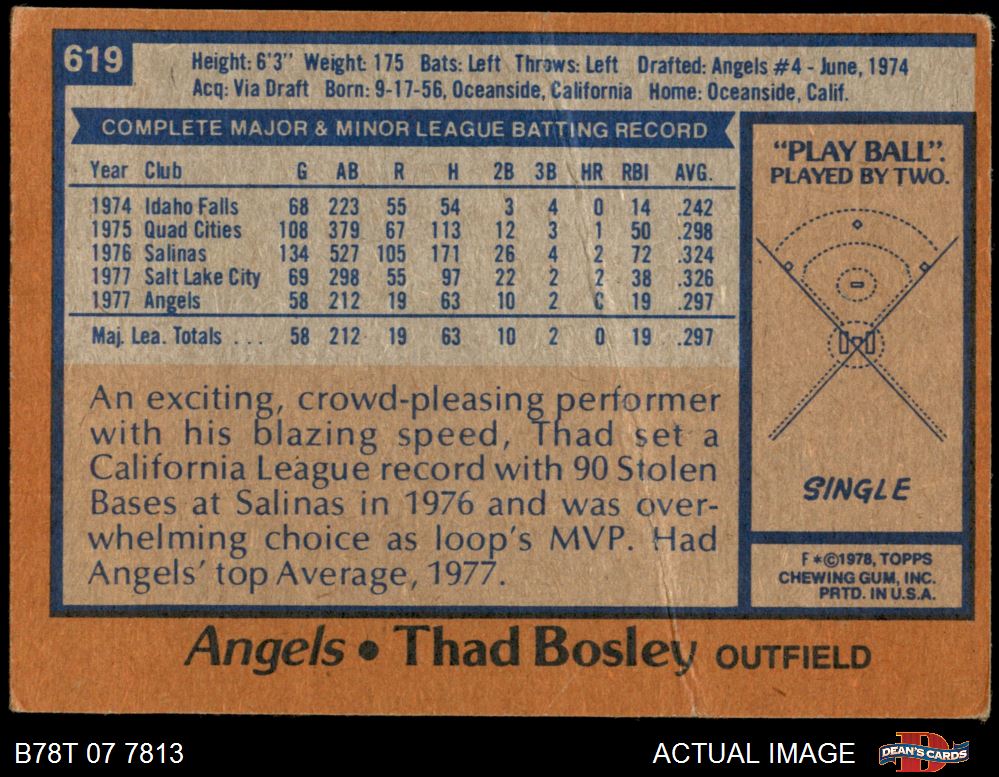 619
Height: 6'3" Weight: 175 Bats: Left Throws: Left Drafted: Angels #4 - June, 1974
Acq: Via Draft Born: 9-17-56, Oceanside, California Home: Oceanside, Calif.
COMPLETE MAJOR & MINOR LEAGUE BATTING RECORD
Year Club G AB R H 2B 3B HR RBI AVG.
1974 Idaho Falls 68 223 55 54 3 4 0 14 .242
1975 Quad Cities 108 379 67 113 12 3 1 50 .298
1976 Salinas 134 527 105 171 26 4 2 72 .324
1977 Salt Lake City 69 298 55 97 22 2 2 38 .326
1977 Angels 58 212 19 63 10 2 0 19 .297
Maj. Lea. Totals . . . 58 212 19 63 10 2 0 19 .297
An exciting, crowd-pleasing performer
with his blazing speed, Thad set a
California League record with 90 Stolen
Bases at Salinas in 1976 and was over-
whelming choice as loop's MVP. Had
Angels' top Average, 1977.
"PLAY BALL".
PLAYED BY TWO.
SINGLE
F *©1978, TOPPS
CHEWING GUM, INC.
PRTD. IN U.S.A.
Angels • Thad Bosley OUTFIELD
B78T 07 7813
ACTUAL IMAGE
D
DEAN'S CARDS